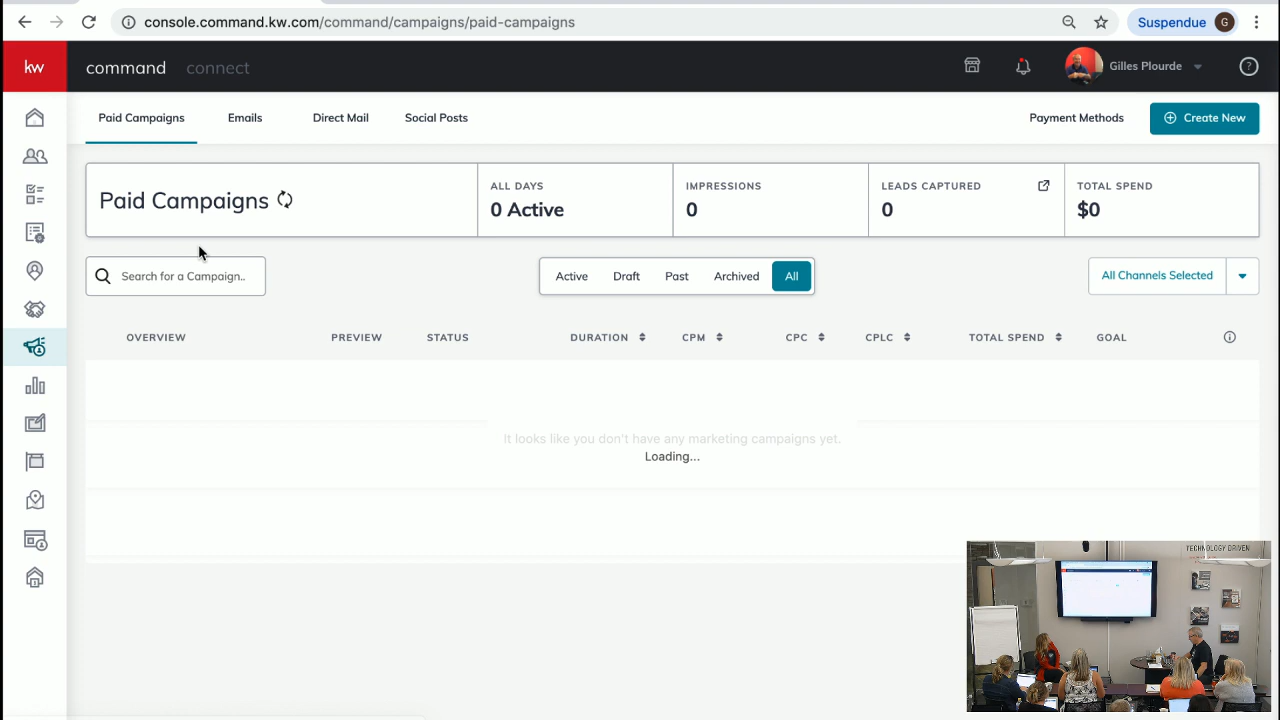 console.command.kw.com/command/campaigns/paid-campaigns
Suspendue G
kw command connect
Gilles Plourde
Paid Campaigns Emails Direct Mail Social Posts Payment Methods Create New
Paid Campaigns
ALL DAYS
0 Active
IMPRESSIONS
0
LEADS CAPTURED
0
TOTAL SPEND
$0
Search for a Campaign..
Active Draft Past Archived All
All Channels Selected
OVERVIEW PREVIEW STATUS DURATION CPM CPC CPLC TOTAL SPEND GOAL
It looks like you don't have any marketing campaigns yet.
Loading...
TECHNOLOGY DRIVEN